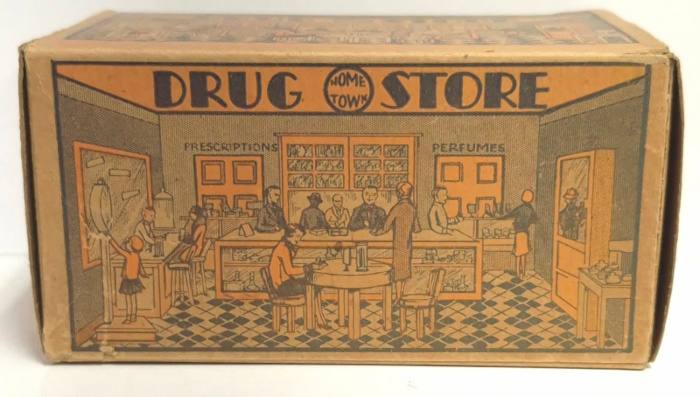 DRUG HOME TOWN STORE
PRESCRIPTIONS PERFUMES